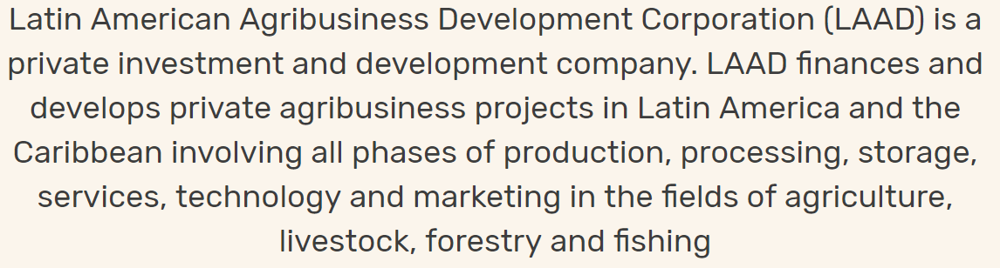 Latin American Agribusiness Development Corporation (LAAD) is a
private investment and development company. LAAD finances and
develops private agribusiness projects in Latin America and the
Caribbean involving all phases of production, processing, storage,
services, technology and marketing in the fields of agriculture,
livestock, forestry and fishing